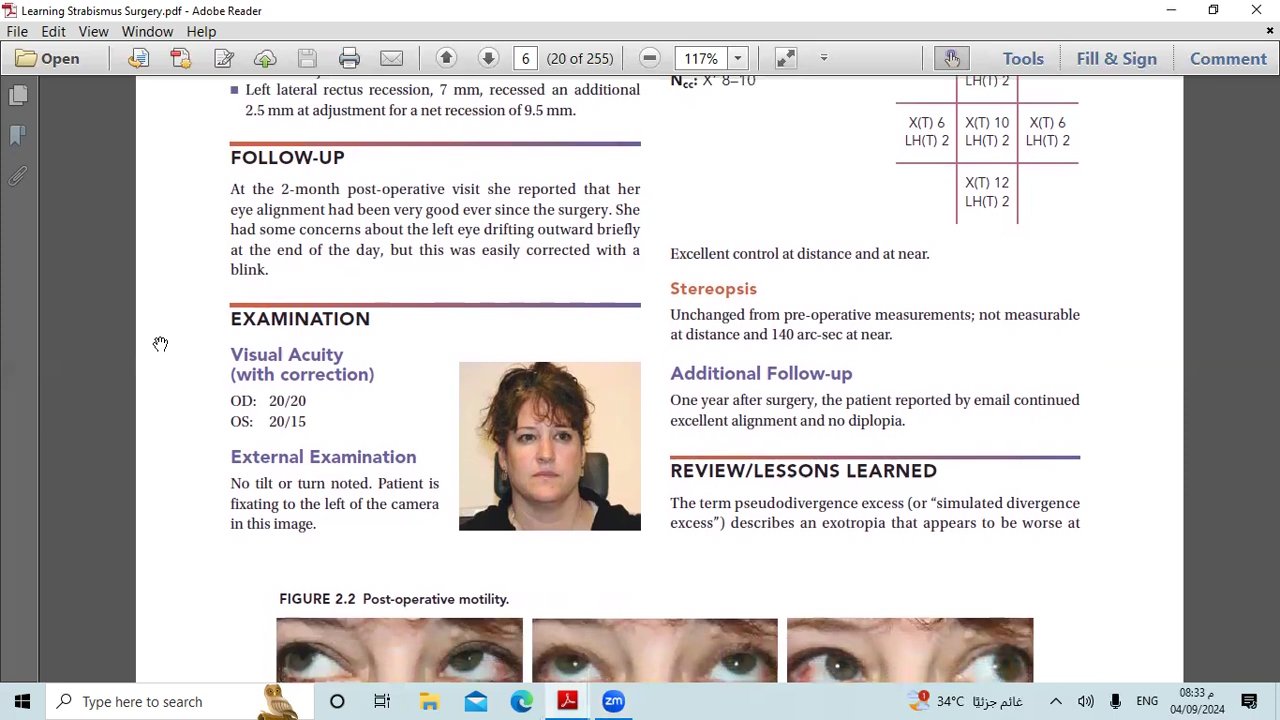 Learning Strabismus Surgery.pdf - Adobe Reader
File Edit View Window Help
Open 6 (20 of 255) 117% Tools Fill & Sign Comment
Left lateral rectus recession, 7 mm, recessed an additional
2.5 mm at adjustment for a net recession of 9.5 mm.
FOLLOW-UP
At the 2-month post-operative visit she reported that her
eye alignment had been very good ever since the surgery. She
had some concerns about the left eye drifting outward briefly
at the end of the day, but this was easily corrected with a
blink.
EXAMINATION
Visual Acuity
(with correction)
OD: 20/20
OS: 20/15
External Examination
No tilt or turn noted. Patient is
fixating to the left of the camera
in this image.
Ncc: X' 8–10
LH(T) 2
X(T) 6 X(T) 10 X(T) 6
LH(T) 2 LH(T) 2 LH(T) 2
X(T) 12
LH(T) 2
Excellent control at distance and at near.
Stereopsis
Unchanged from pre-operative measurements; not measurable
at distance and 140 arc-sec at near.
Additional Follow-up
One year after surgery, the patient reported by email continued
excellent alignment and no diplopia.
REVIEW/LESSONS LEARNED
The term pseudodivergence excess (or “simulated divergence
excess”) describes an exotropia that appears to be worse at
FIGURE 2.2 Post-operative motility.
Type here to search
zm
1
34°C غائم جزئيًا
ENG
08:33 م
04/09/2024